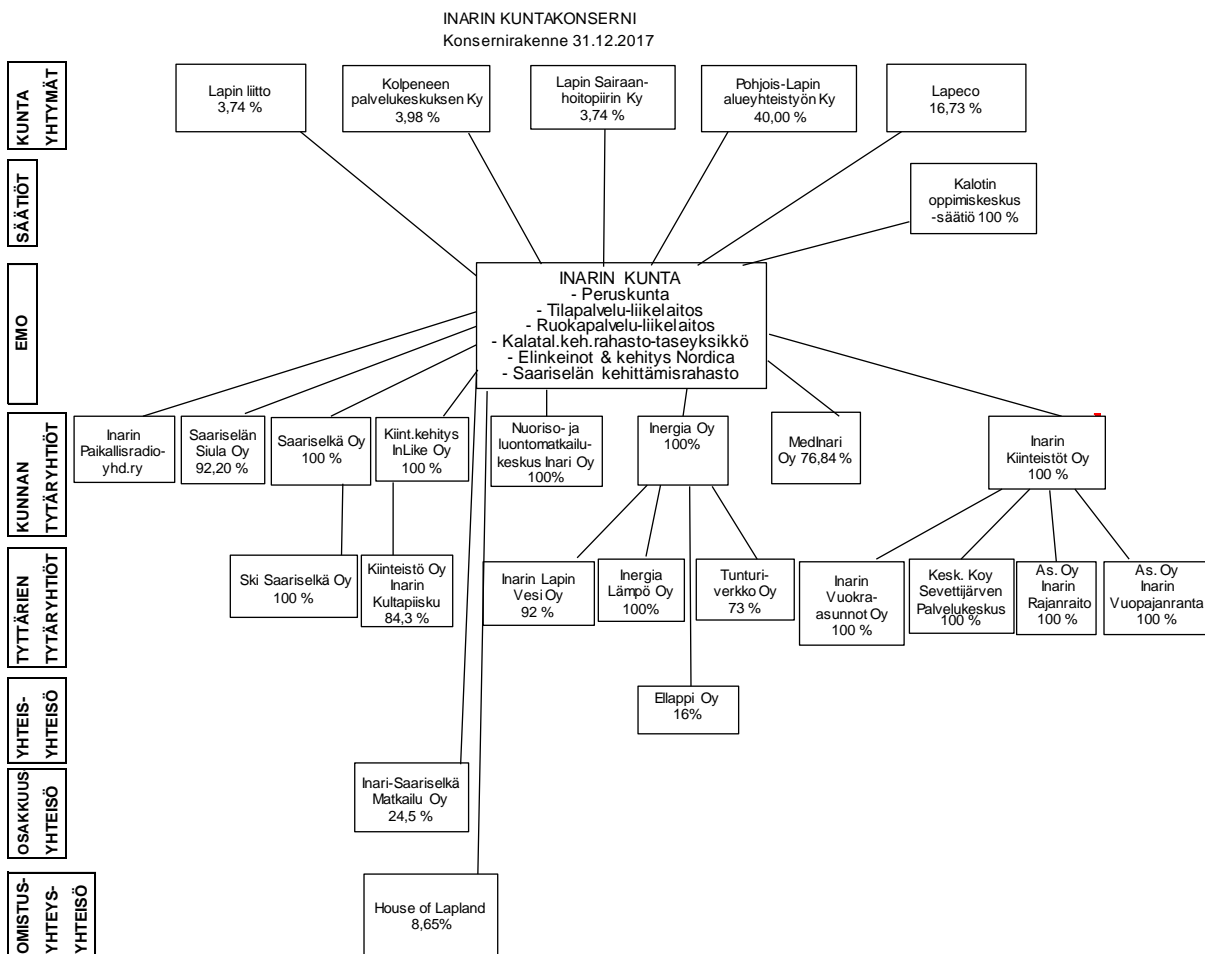 INARIN KUNTAKONSERNI
Konsernirakenne 31.12.2017
KUNTA
YHTYMÄT
Lapin liitto
3,74 %
Kolpeneen
palvelukeskuksen Ky
3,98 %
Lapin Sairaan-
hoitopiirin Ky
3,74 %
Pohjois-Lapin
alueyhteistyön Ky
40,00 %
Lapeco
16,73 %
SÄÄTIÖT
Kalotin
oppimiskeskus
-säätiö 100 %
EMO
INARIN KUNTA
- Peruskunta
- Tilapalvelu-liikelaitos
- Ruokapalvelu-liikelaitos
- Kalatal.keh.rahasto-taseyksikkö
- Elinkeinot & kehitys Nordica
- Saariselän kehittämisrahasto
KUNNAN
TYTÄRYHTIÖT
Inarin
Paikallisradio-
yhd.ry
Saariselän
Siula Oy
92,20 %
Saariselkä Oy
100 %
Kiint.kehitys
InLike Oy
100 %
Nuoriso- ja
luontomatkailu-
keskus Inari Oy
100%
Inergia Oy
100%
MedInari
Oy 76,84 %
Inarin
Kiinteistöt Oy
100 %
TYTTÄRIEN
TYTÄRYHTIÖT
Ski Saariselkä Oy
100 %
Kiinteistö Oy
Inarin
Kultapiisku
84,3 %
Inarin Lapin
Vesi Oy
92 %
Inergia
Lämpö Oy
100%
Tunturi-
verkko Oy
73 %
Inarin
Vuokra-
asunnot Oy
100 %
Kesk. Koy
Sevettijärven
Palvelukeskus
100 %
As. Oy
Inarin
Rajanraito
100 %
As. Oy
Inarin
Vuopajanranta
100 %
YHTEIS-
YHTEISÖ
Ellappi Oy
16%
OSAKKUUS
YHTEISÖ
Inari-Saariselkä
Matkailu Oy
24,5 %
OMISTUS-
YHTEYS-
YHTEISÖ
House of Lapland
8,65%